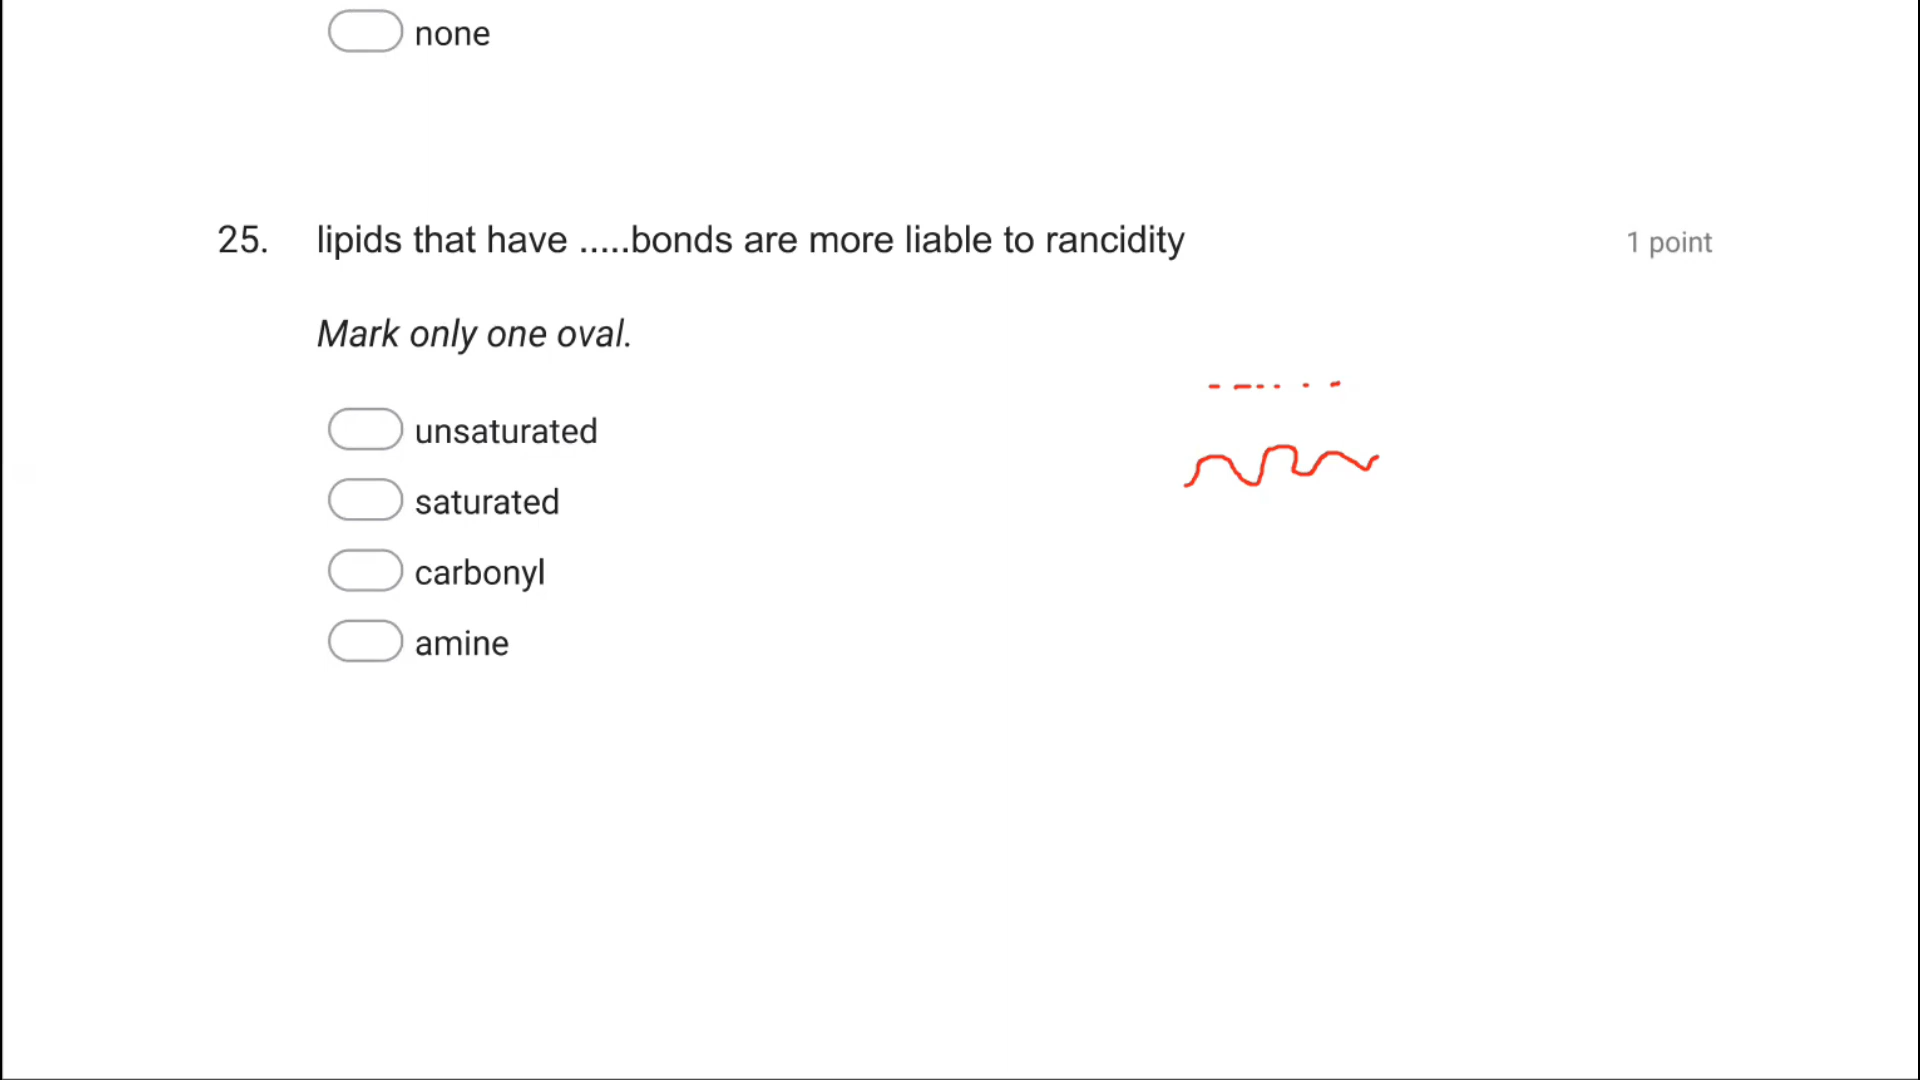 none
25. lipids that have .....bonds are more liable to rancidity 1 point
Mark only one oval.
unsaturated
saturated
carbonyl
amine